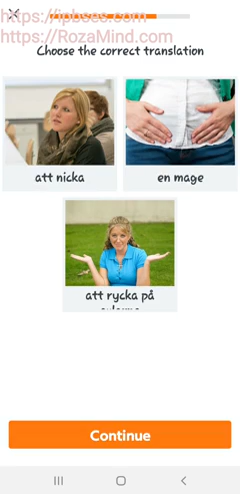 https://ipbses.com
https://RozaMind.com
Choose the correct translation
att nicka
en mage
att rycka på
Continue